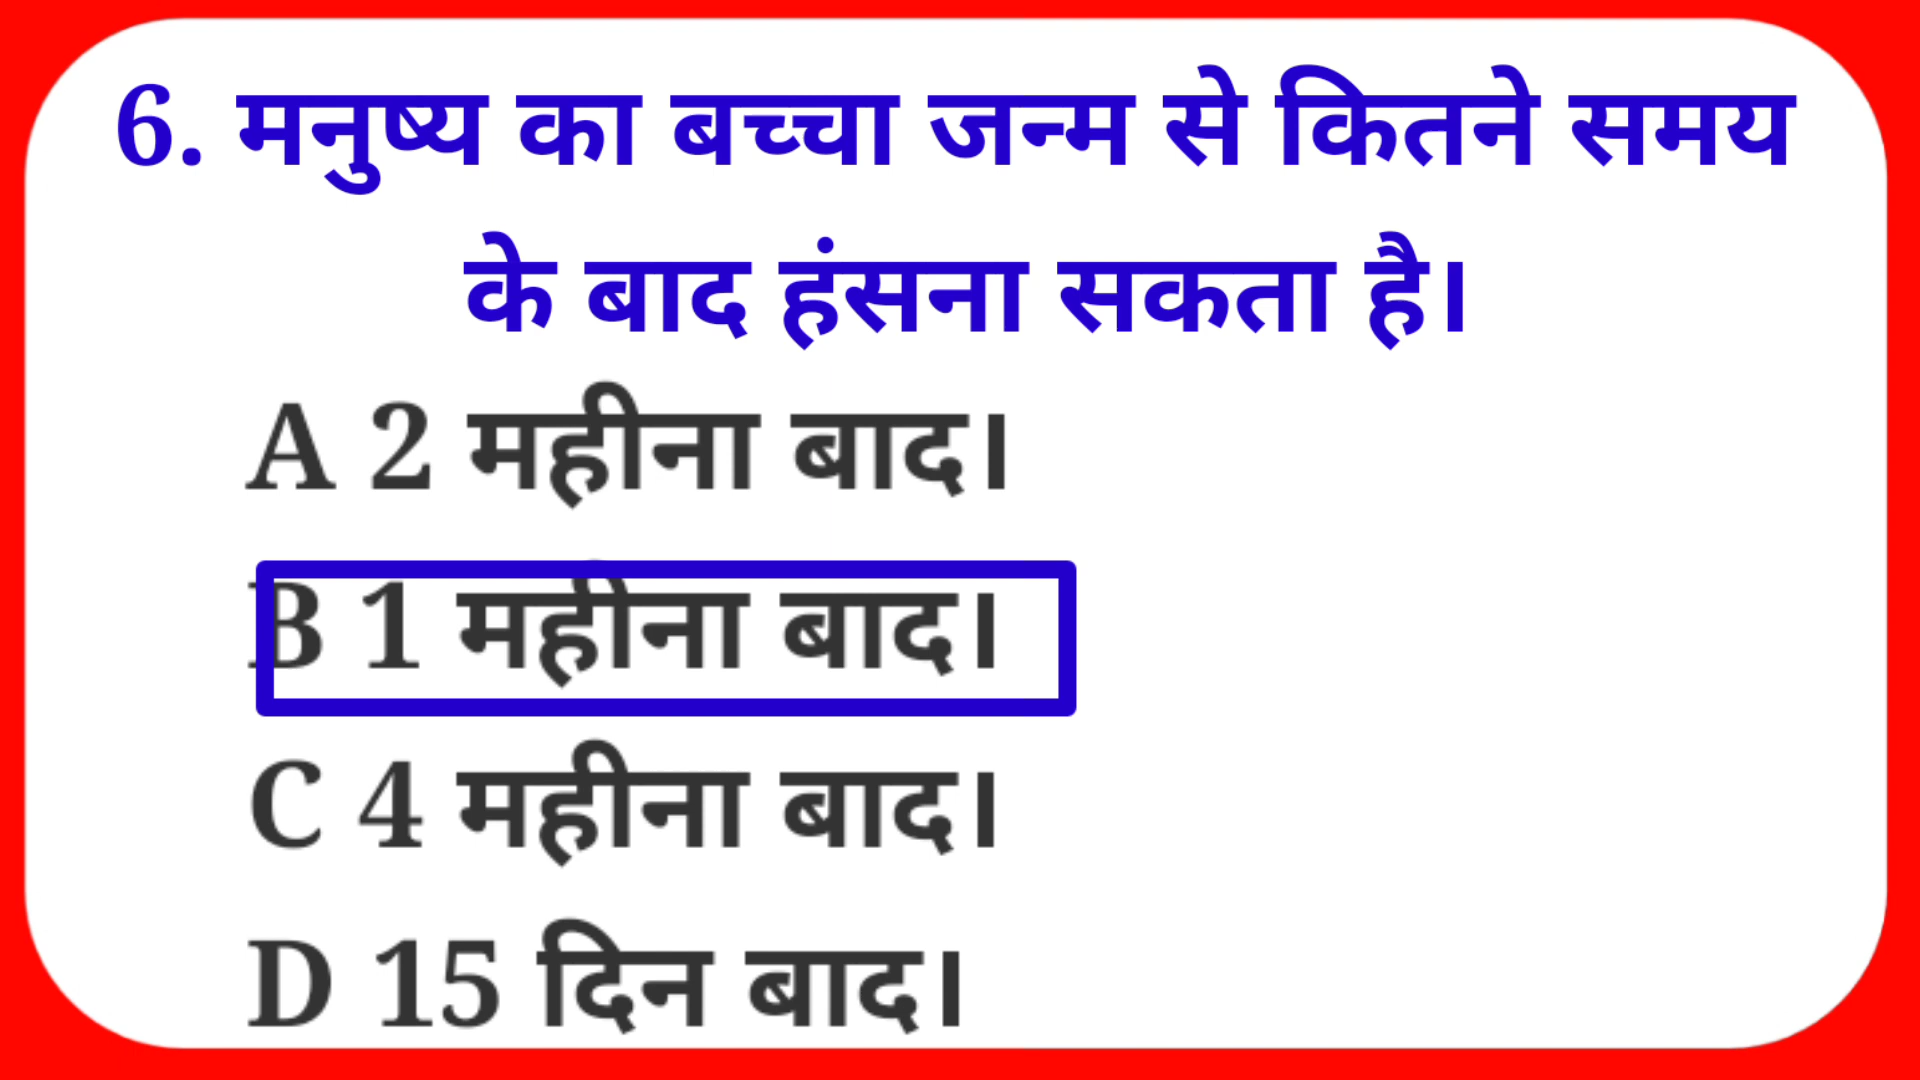 6. मनुष्य का बच्चा जन्म से कितने समय
के बाद हंसना सकता है।
A 2 महीना बाद।
B 1 महीना बाद।
C 4 महीना बाद।
D 15 दिन बाद।